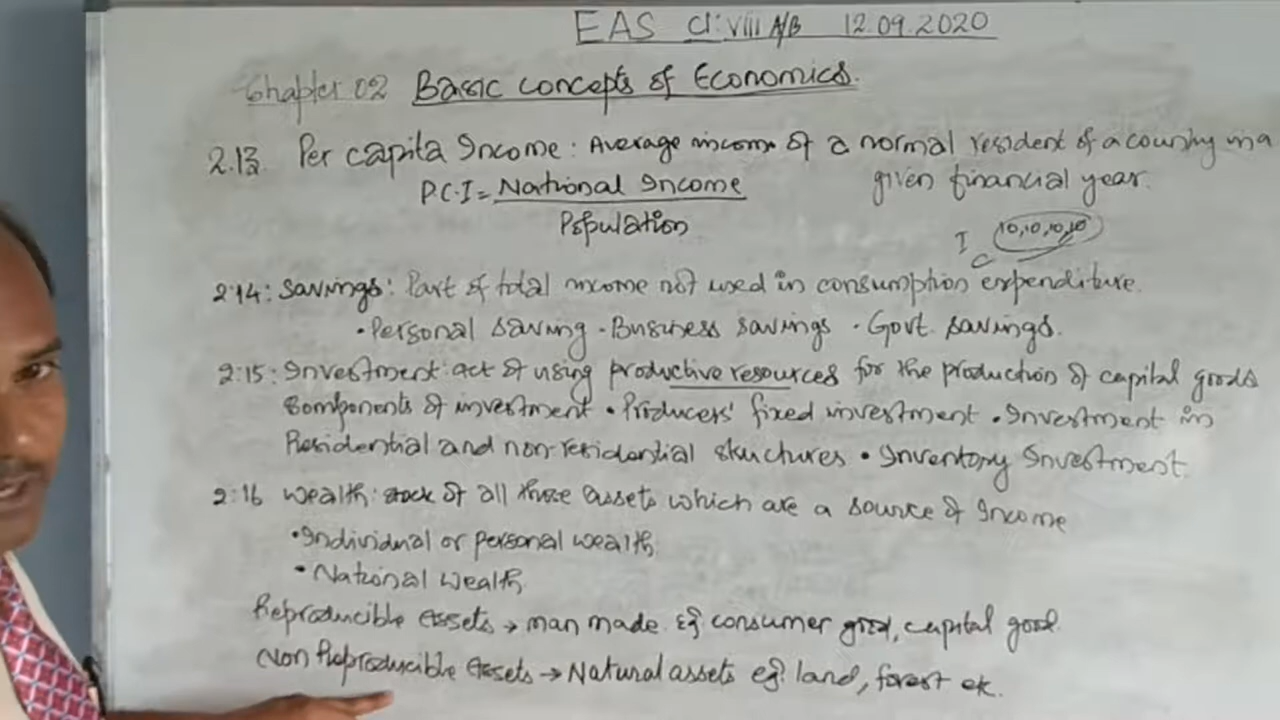 EAS Cl: VIII A/B 12.09.2020
Chapter 02 Basic concepts of Economics.
2.13. Per capita Income: Average income of a normal resident of a country in a
P.C.I = National Income given financial year.
Population
I 10,10,10,10
C
2.14: Savings: Part of total income not used in consumption expenditure.
• Personal saving • Business savings • Govt. savings.
2.15: Investment: act of using productive resources for the production of capital goods
Components of investment • Producers' fixed investment • Investment in
Residential and non-residential structures • Inventory Investment
2.16 Wealth: stock of all those assets which are a source of Income
• Individual or personal wealth.
• National wealth.
Reproducible Assets → man made eg consumer good, capital good.
Non Reproducible Assets → Natural assets eg: land, forest etc.